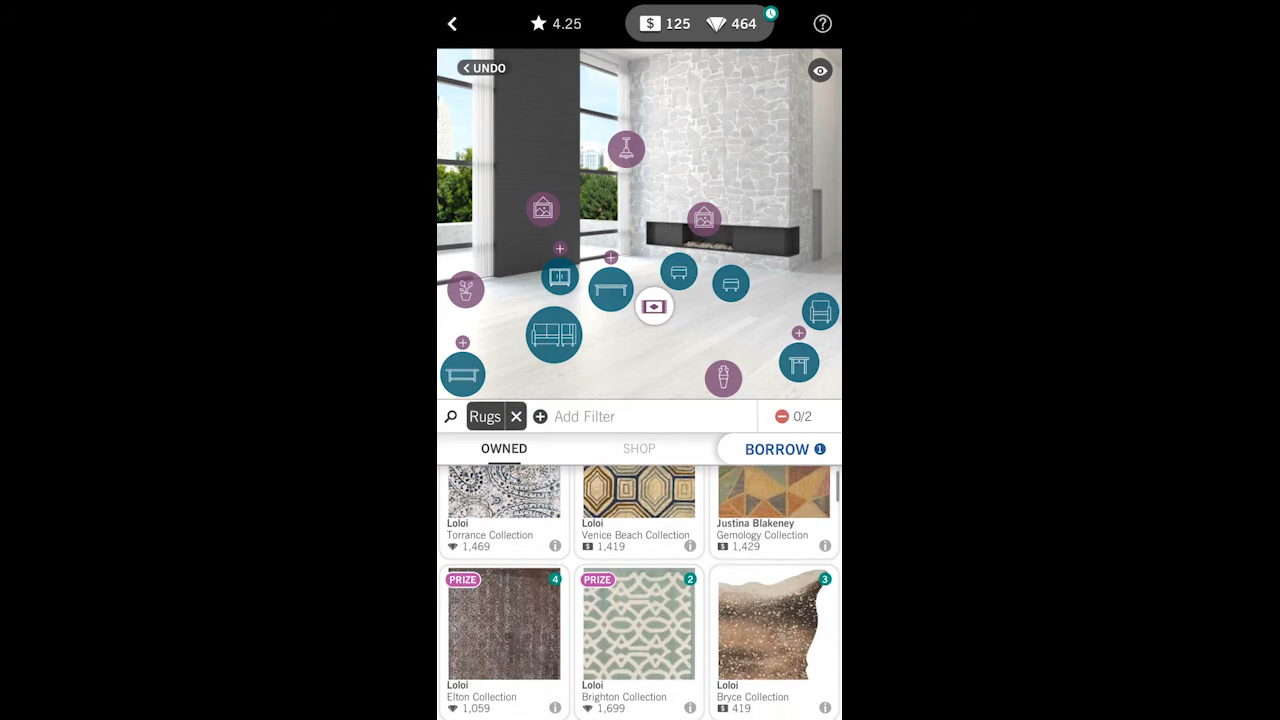 4.25
$ 125
464
?
< UNDO
Rugs
Add Filter
0/2
OWNED
SHOP
BORROW 1
Loloi
Torrance Collection
1,469
Loloi
Venice Beach Collection
$ 1,419
Justina Blakeney
Gemology Collection
$ 1,429
PRIZE
4
Loloi
Elton Collection
1,059
PRIZE
2
Loloi
Brighton Collection
1,699
3
Loloi
Bryce Collection
$ 419